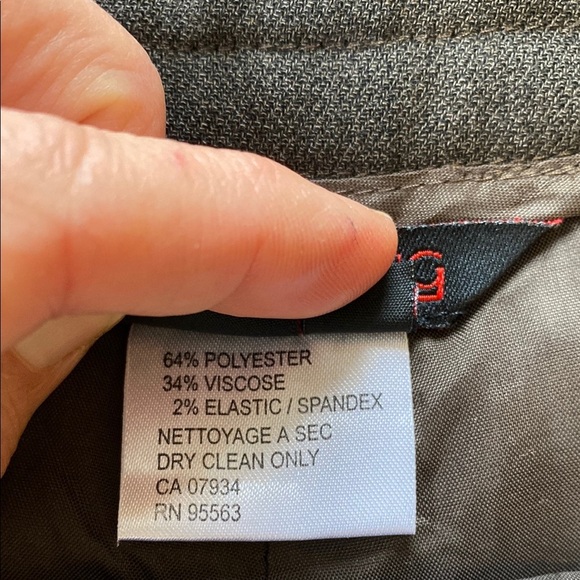 64% POLYESTER
34% VISCOSE
2% ELASTIC / SPANDEX
NETTOYAGE A SEC
DRY CLEAN ONLY
CA 07934
RN 95563